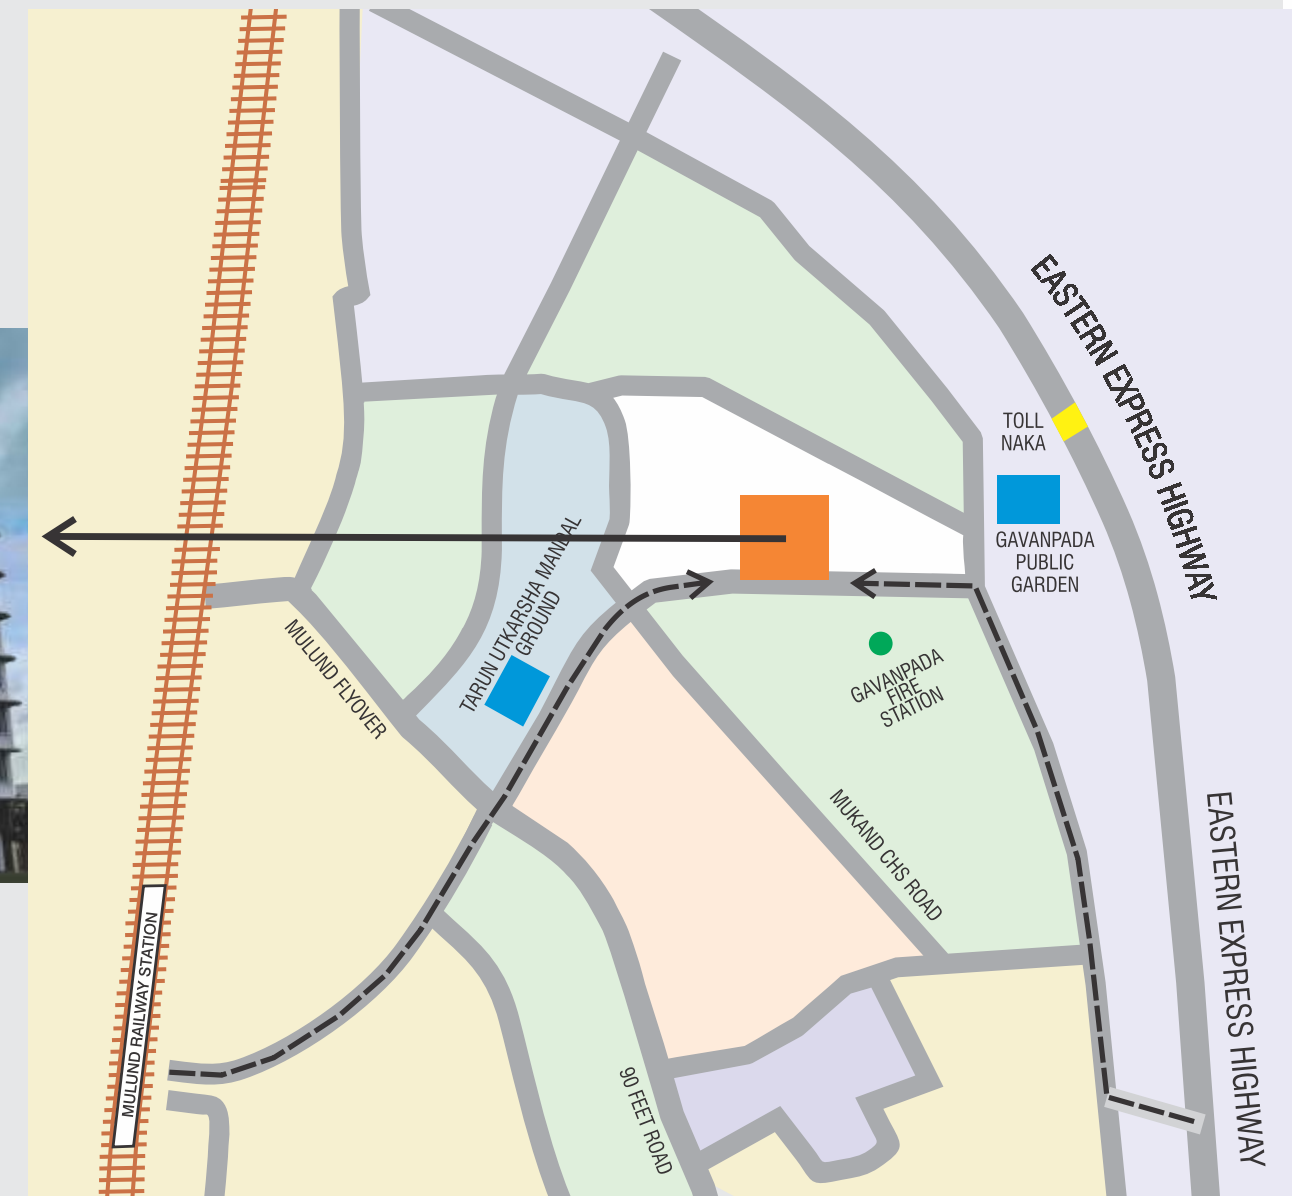 EASTERN EXPRESS HIGHWAY
TOLL
NAKA
GAVANPADA
PUBLIC
GARDEN
TARUN UTKARSHA MANDAL
GROUND
MULUND FLYOVER
GAVANPADA
FIRE
STATION
MUKAND CHS ROAD
EASTERN EXPRESS HIGHWAY
MULUND RAILWAY STATION
90 FEET ROAD